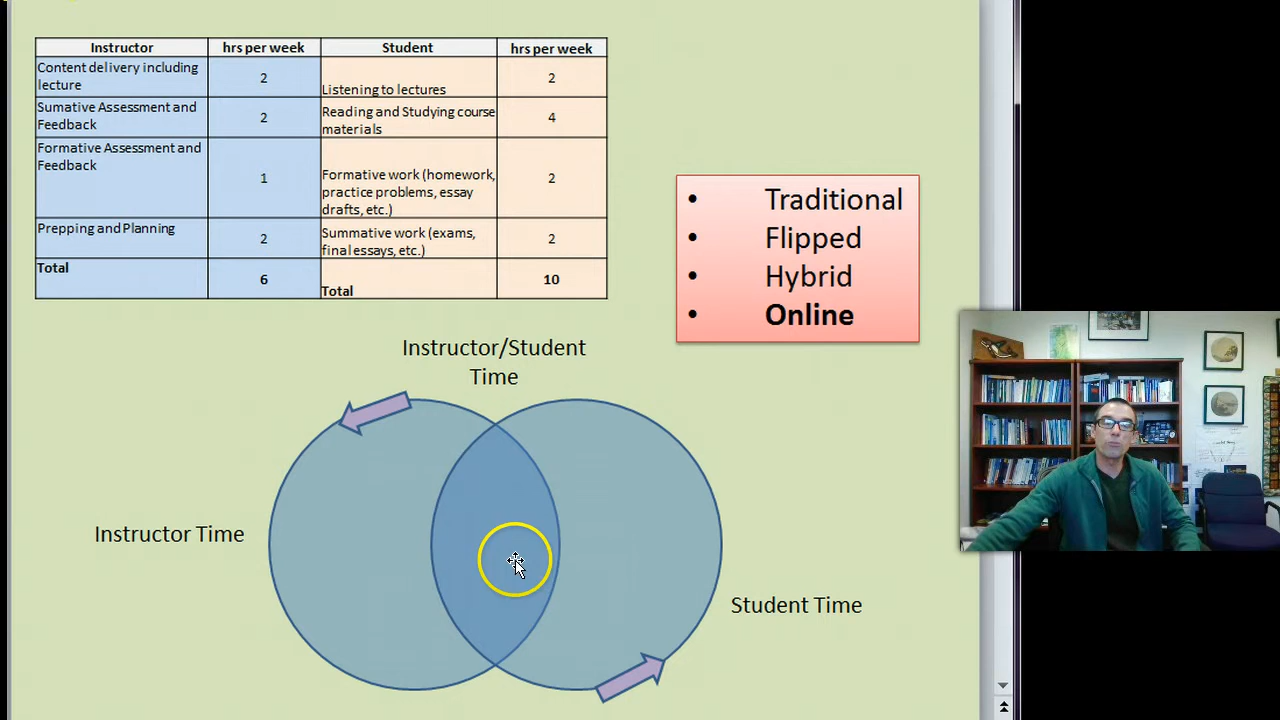 Instructor hrs per week Student hrs per week
Content delivery including
lecture 2 Listening to lectures 2
Sumative Assessment and
Feedback 2 Reading and Studying course
materials 4
Formative Assessment and
Feedback 1 Formative work (homework,
practice problems, essay
drafts, etc.) 2
Prepping and Planning 2 Summative work (exams,
final essays, etc.) 2
Total 6 Total 10
• Traditional
• Flipped
• Hybrid
• Online
Instructor/Student
Time
Instructor Time
Student Time